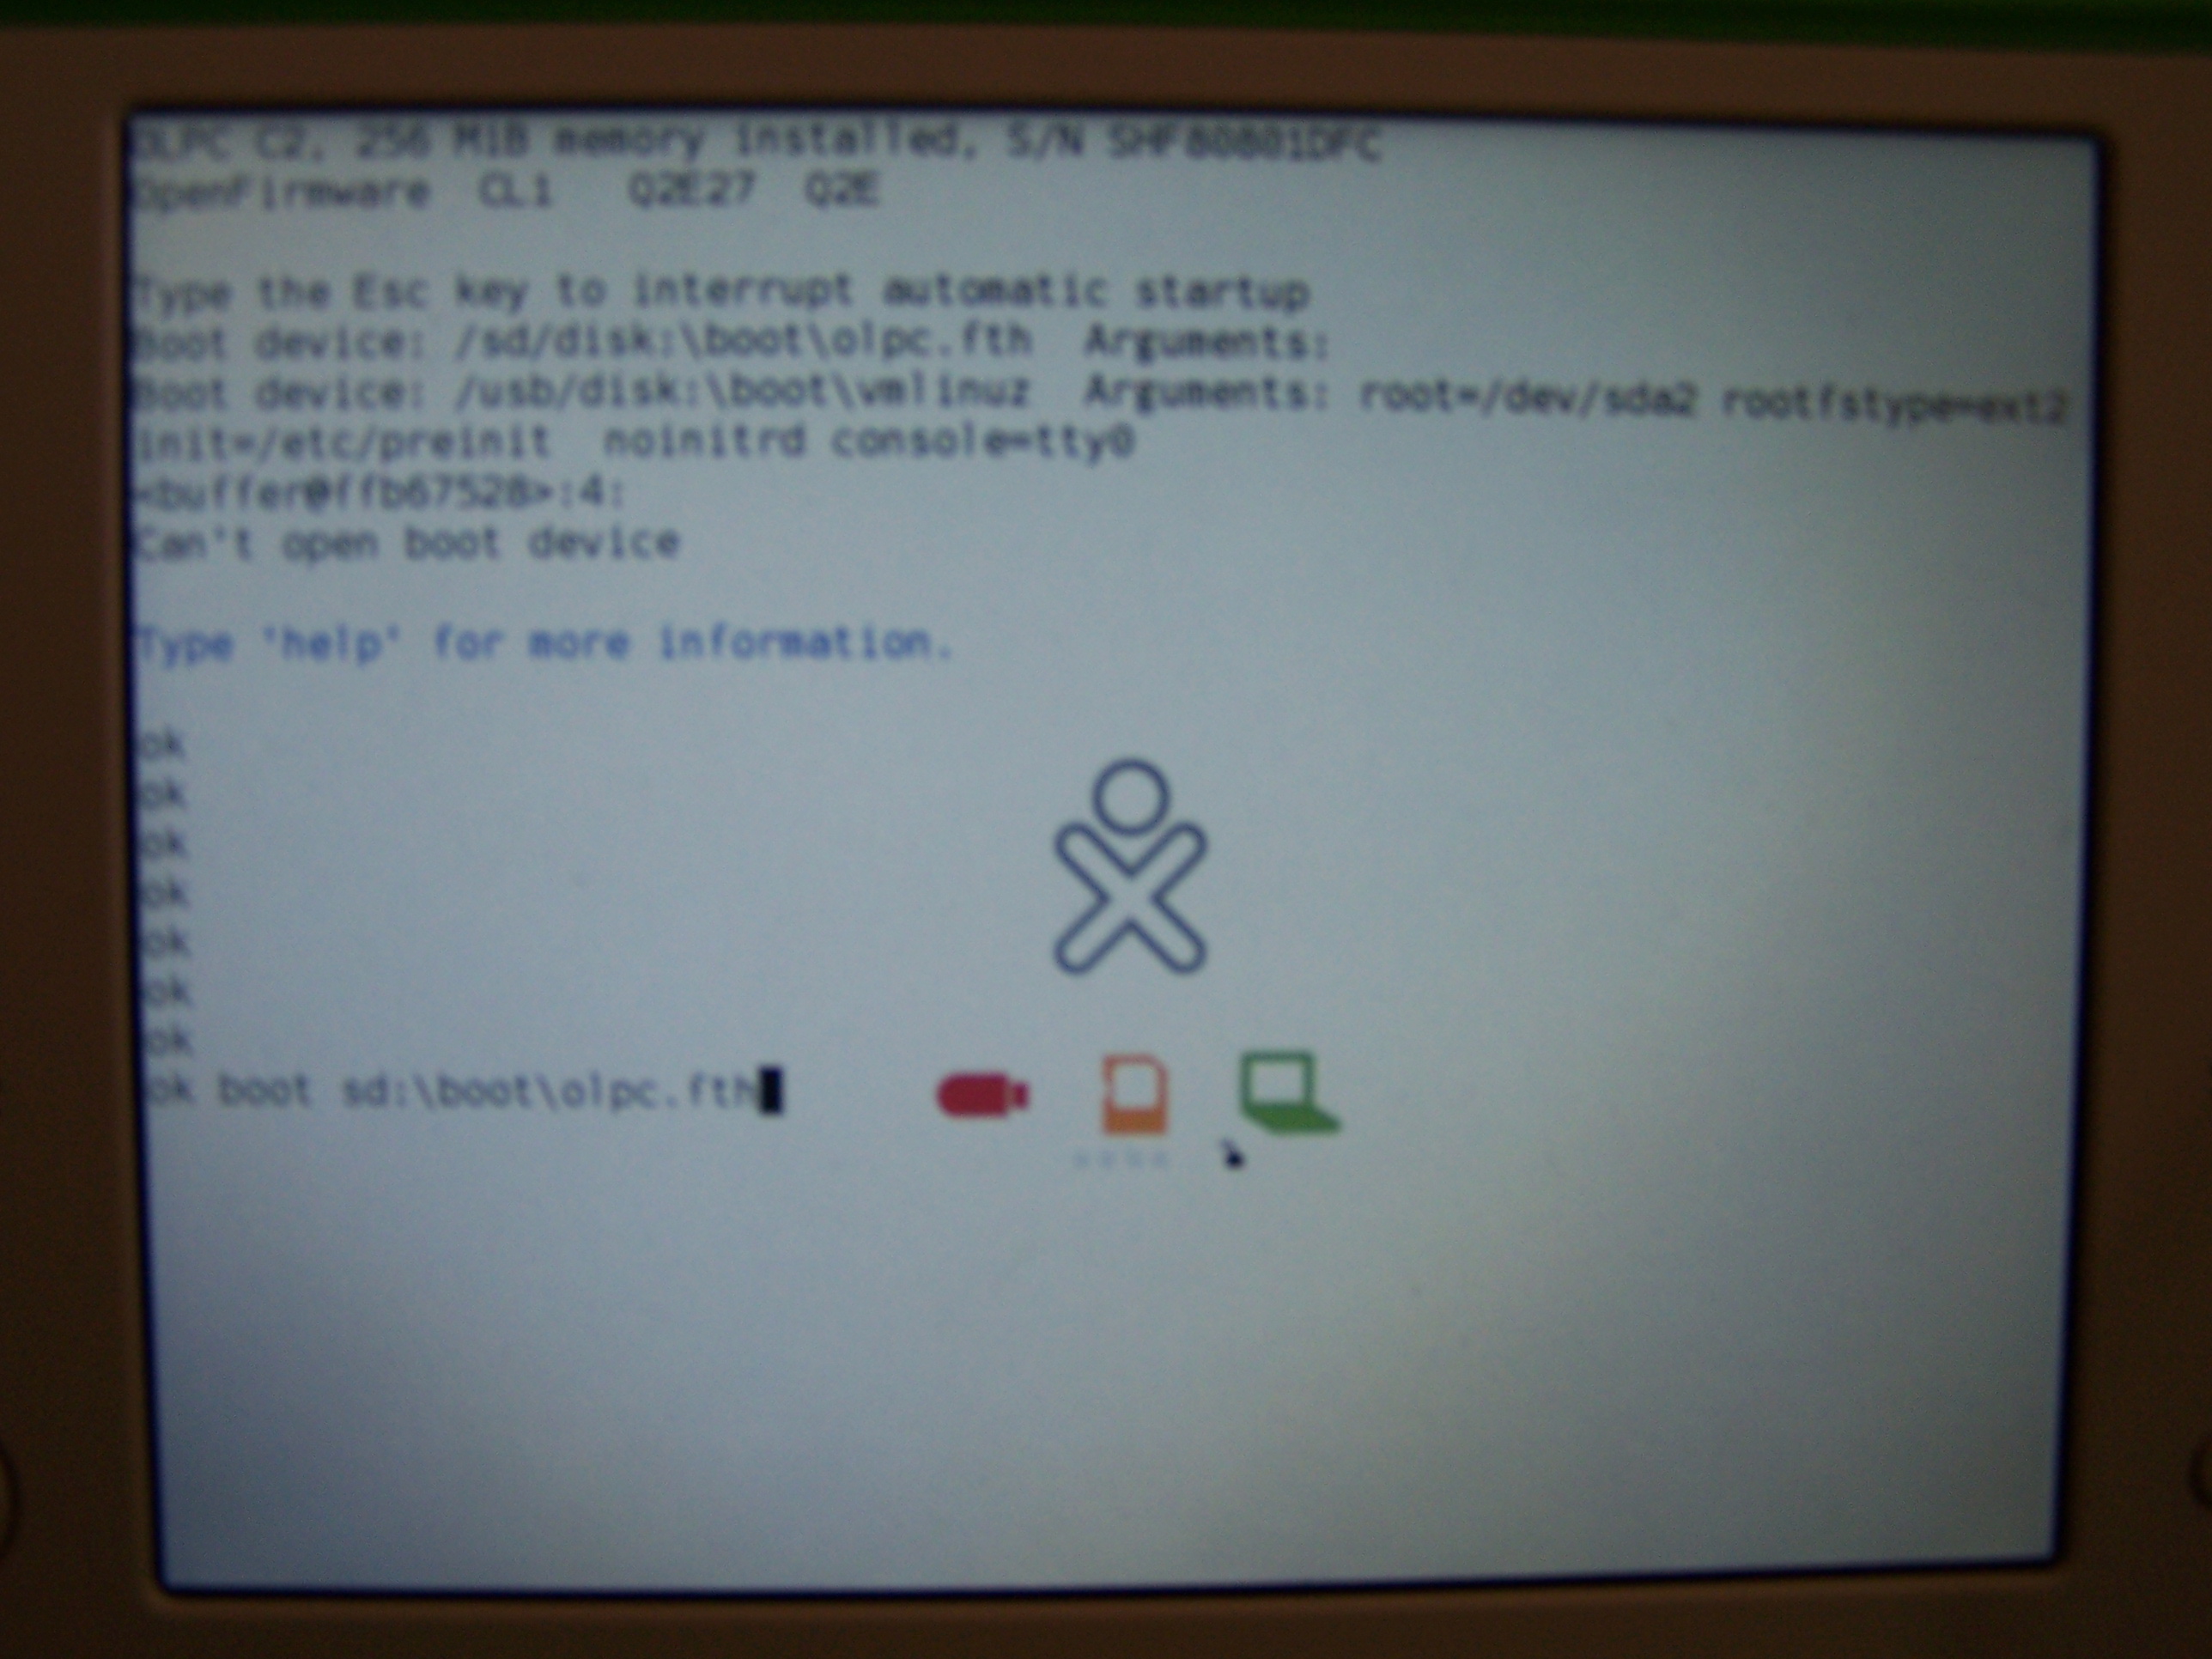 OLPC C2, 256 MiB memory installed, S/N SHF80801DFC
OpenFirmware CL1 Q2E27 Q2E
Type the Esc key to interrupt automatic startup
Boot device: /sd/disk:\boot\olpc.fth Arguments:
Boot device: /usb/disk:\boot\vmlinuz Arguments: root=/dev/sda2 rootfstype=ext2
init=/etc/preinit noinitrd console=tty0
<buffer@ffb67528>:4:
Can't open boot device
Type 'help' for more information.
ok
ok
ok
ok
ok
ok
ok
ok boot sd:\boot\olpc.fth